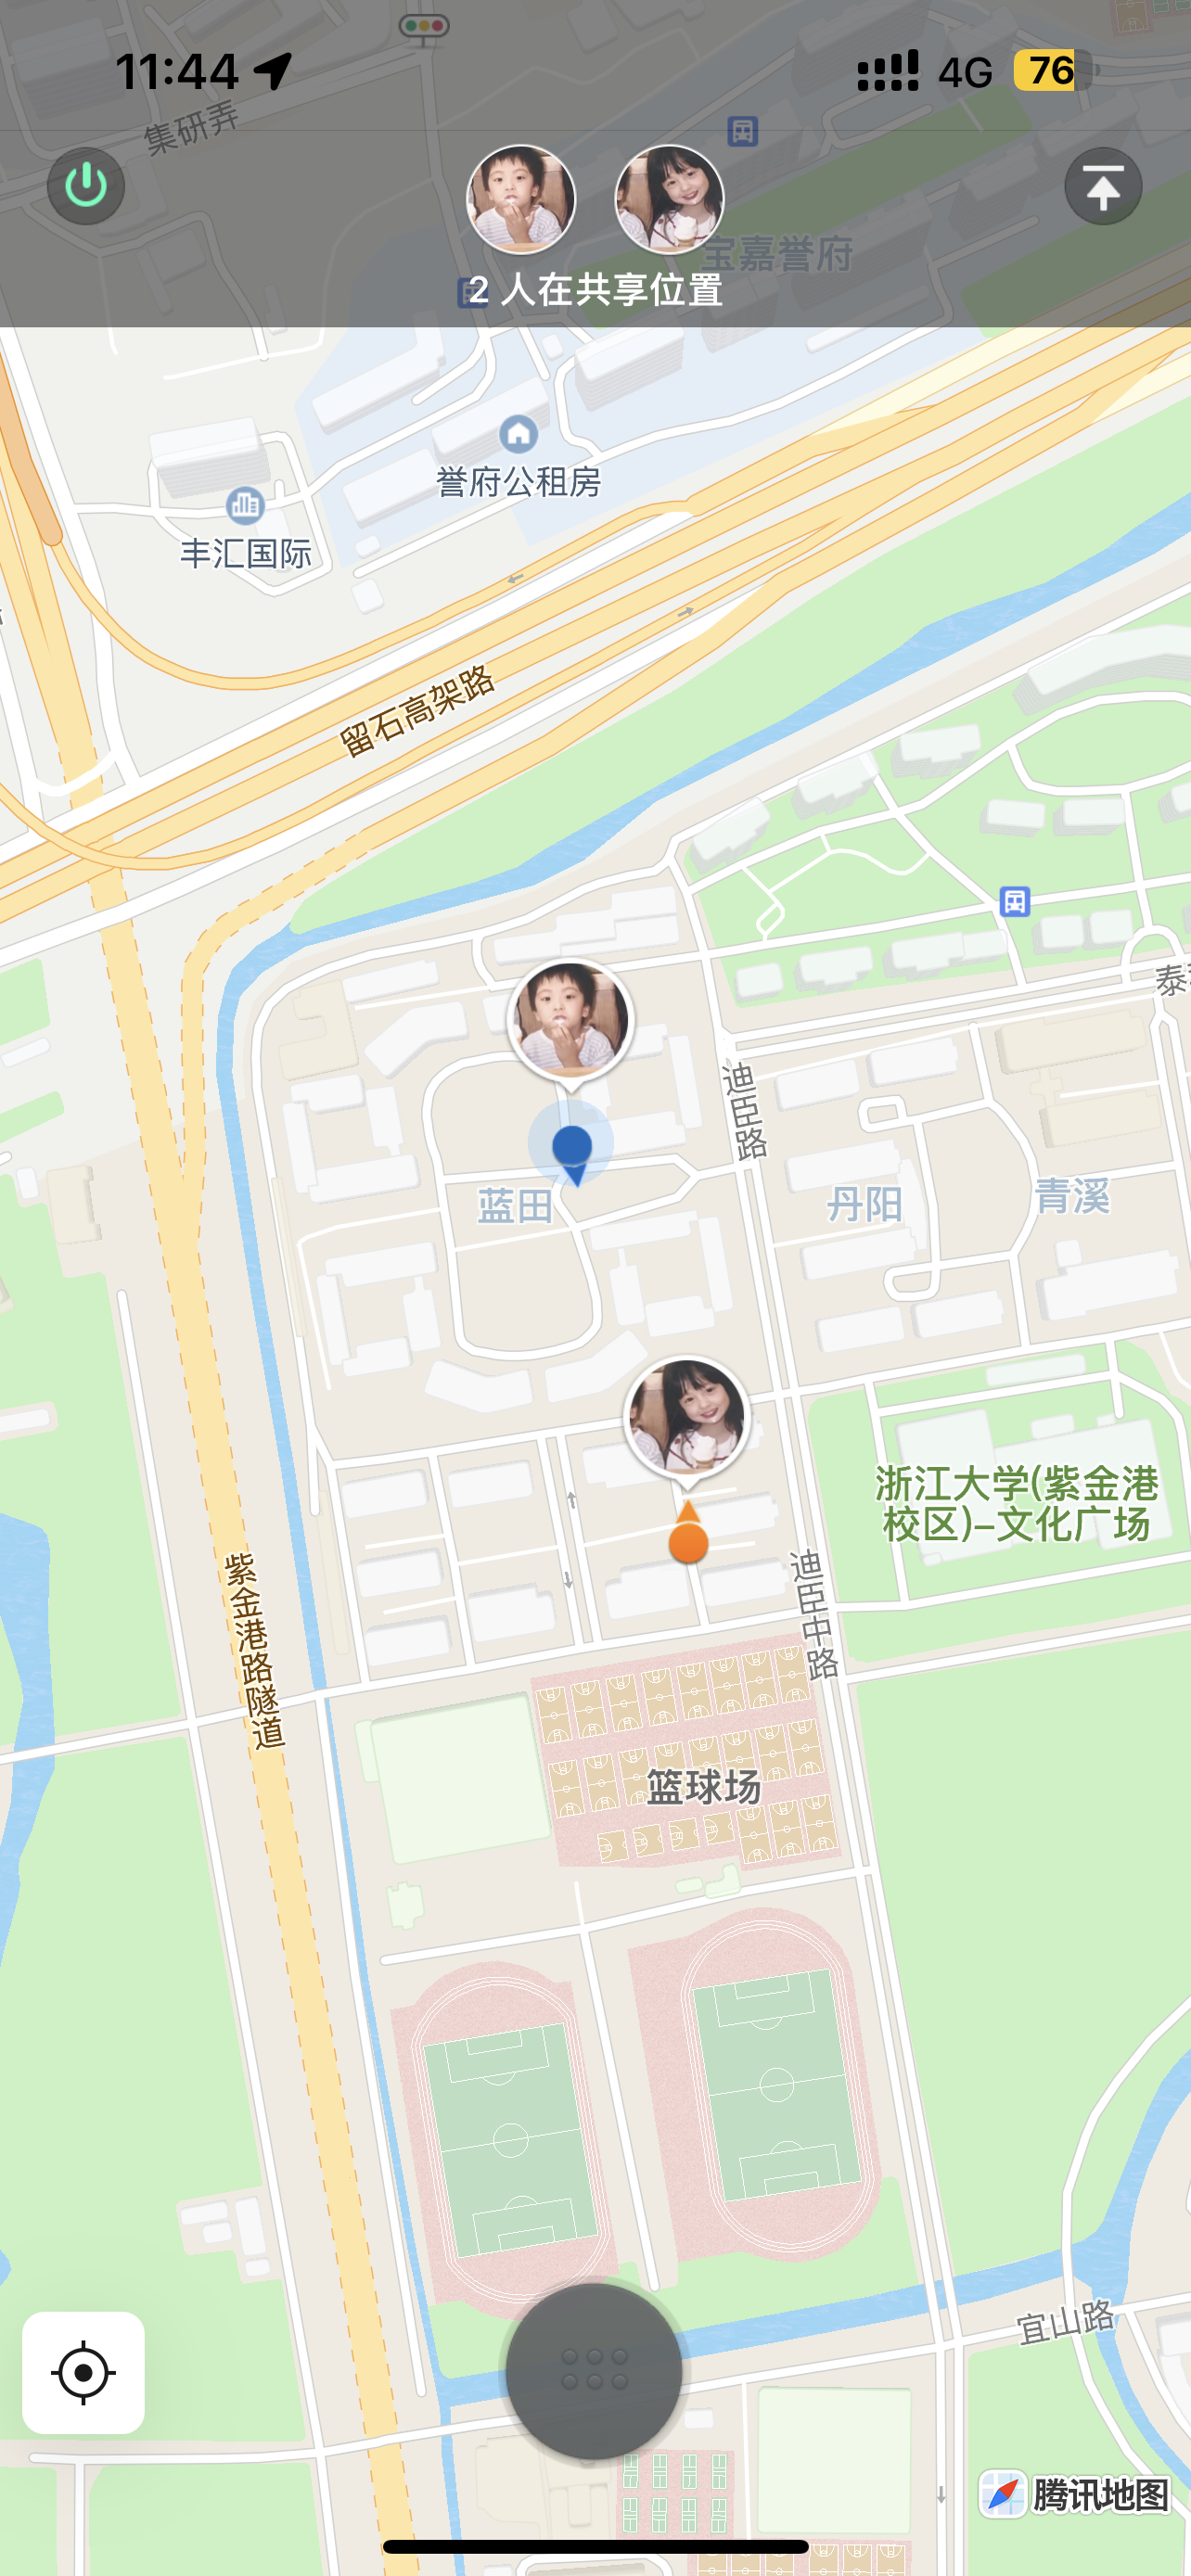 11:44
4G
76
集研弄
宝嘉誉府
2 人在共享位置
誉府公租房
丰汇国际
留石高架路
泰
迪臣路
蓝田
丹阳
青溪
浙江大学(紫金港
校区)-文化广场
紫金港路隧道
迪臣中路
篮球场
宜山路
腾讯地图